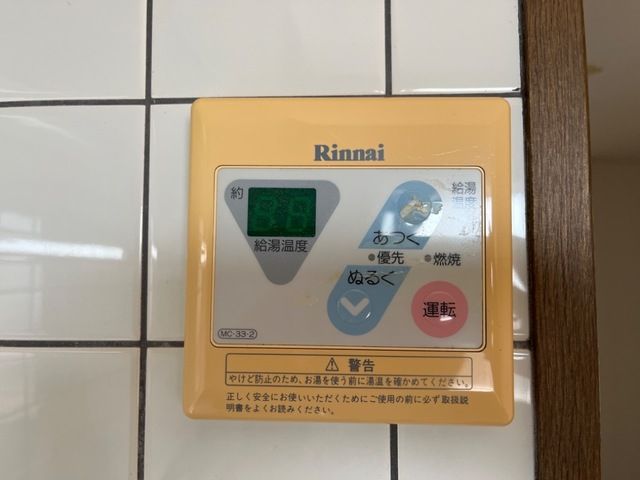 Rinnai
約
給湯温度
給湯
温度
あつく
優先
燃焼
ぬるく
運転
MC-33-2
警告
やけど防止のため、お湯を使う前に湯温を確かめてください。
正しく安全にお使いいただくためにご使用の前に必ず取扱説
明書をよくお読みください。